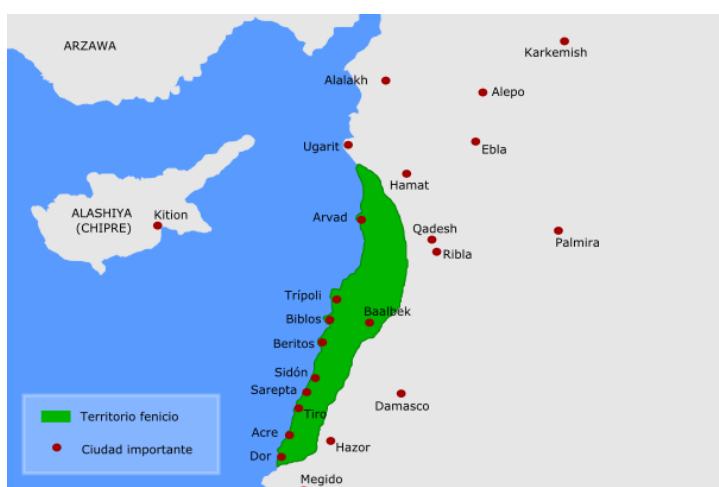 ARZAWA
Karkemish
Alalakh
Alepo
Ugarit
Ebla
Hamat
ALASHIYA
(CHIPRE)
Kition
Arvad
Qadesh
Ribla
Palmira
Trípoli
Biblos
Baalbek
Beritos
Sidón
Sarepta
Tiro
Damasco
Acre
Hazor
Dor
Megido
Territorio fenicio
Ciudad importante